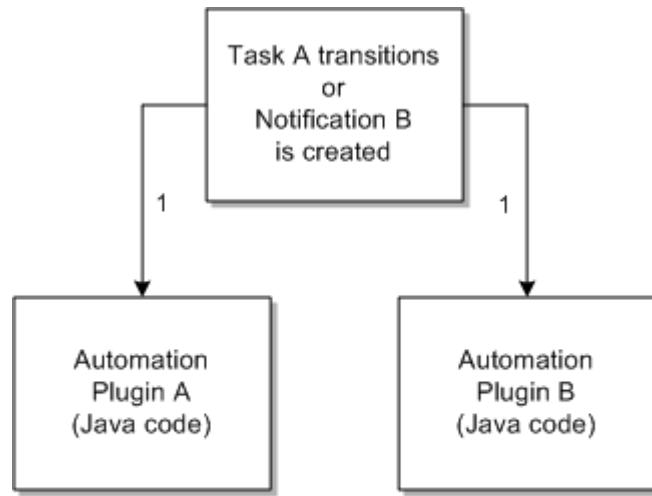 Task A transitions
or
Notification B
is created
1
1
Automation
Plugin A
(Java code)
Automation
Plugin B
(Java code)